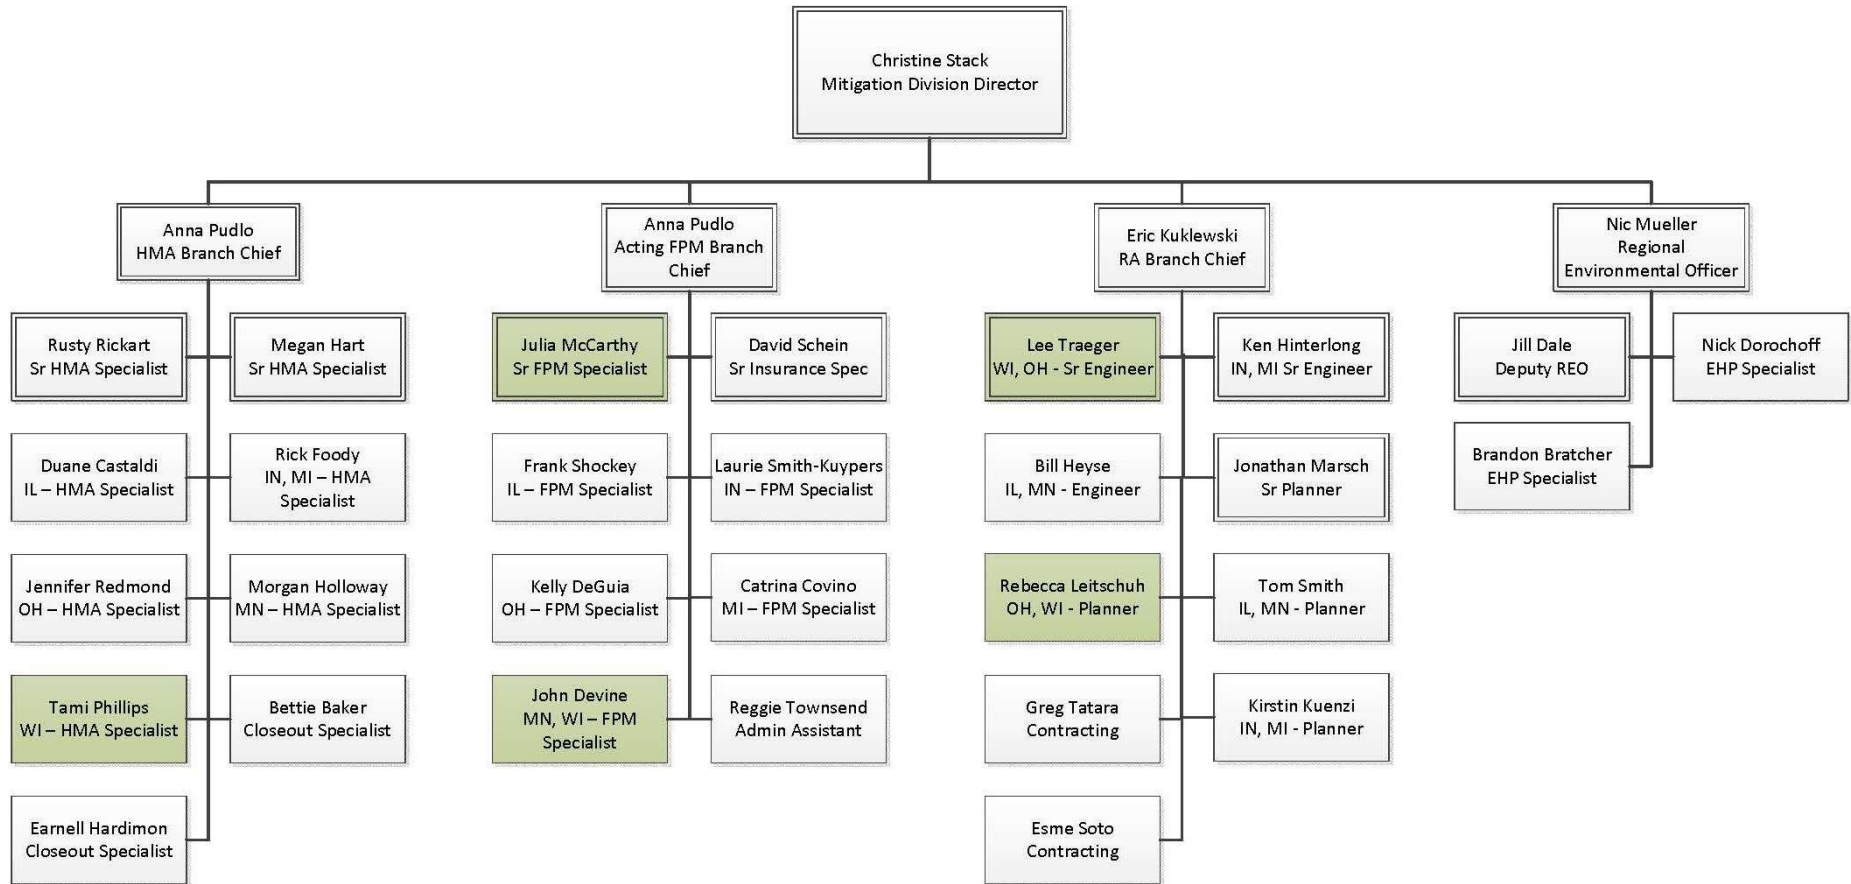 Christine Stack
Mitigation Division Director
Anna Pudlo
HMA Branch Chief
Anna Pudlo
Acting FPM Branch
Chief
Eric Kuklewski
RA Branch Chief
Nic Mueller
Regional
Environmental Officer
Rusty Rickart
Sr HMA Specialist
Megan Hart
Sr HMA Specialist
Julia McCarthy
Sr FPM Specialist
David Schein
Sr Insurance Spec
Lee Traeger
WI, OH - Sr Engineer
Ken Hinterlong
IN, MI Sr Engineer
Jill Dale
Deputy REO
Nick Dorochoff
EHP Specialist
Duane Castaldi
IL – HMA Specialist
Rick Foody
IN, MI – HMA
Specialist
Frank Shockey
IL – FPM Specialist
Laurie Smith-Kuypers
IN – FPM Specialist
Bill Heyse
IL, MN - Engineer
Jonathan Marsch
Sr Planner
Brandon Bratcher
EHP Specialist
Jennifer Redmond
OH – HMA Specialist
Morgan Holloway
MN – HMA Specialist
Kelly DeGuia
OH – FPM Specialist
Catrina Covino
MI – FPM Specialist
Rebecca Leitschuh
OH, WI - Planner
Tom Smith
IL, MN - Planner
Tami Phillips
WI – HMA Specialist
Bettie Baker
Closeout Specialist
John Devine
MN, WI – FPM
Specialist
Reggie Townsend
Admin Assistant
Greg Tatara
Contracting
Kirstin Kuenzi
IN, MI - Planner
Earnell Hardimon
Closeout Specialist
Esme Soto
Contracting